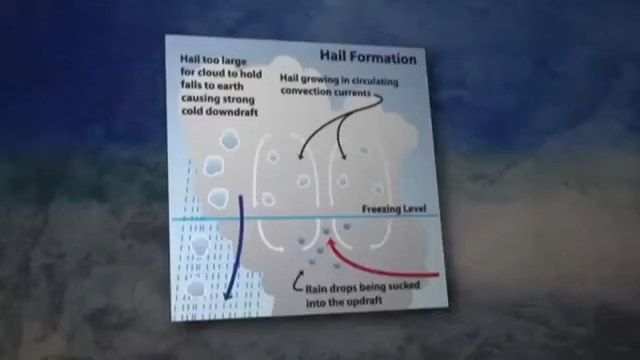 Hail Formation
Hail too large
for cloud to hold
falls to earth
causing strong
cold downdraft
Hail growing in circulating
convection currents
Freezing Level
Rain drops being sucked
into the updraft